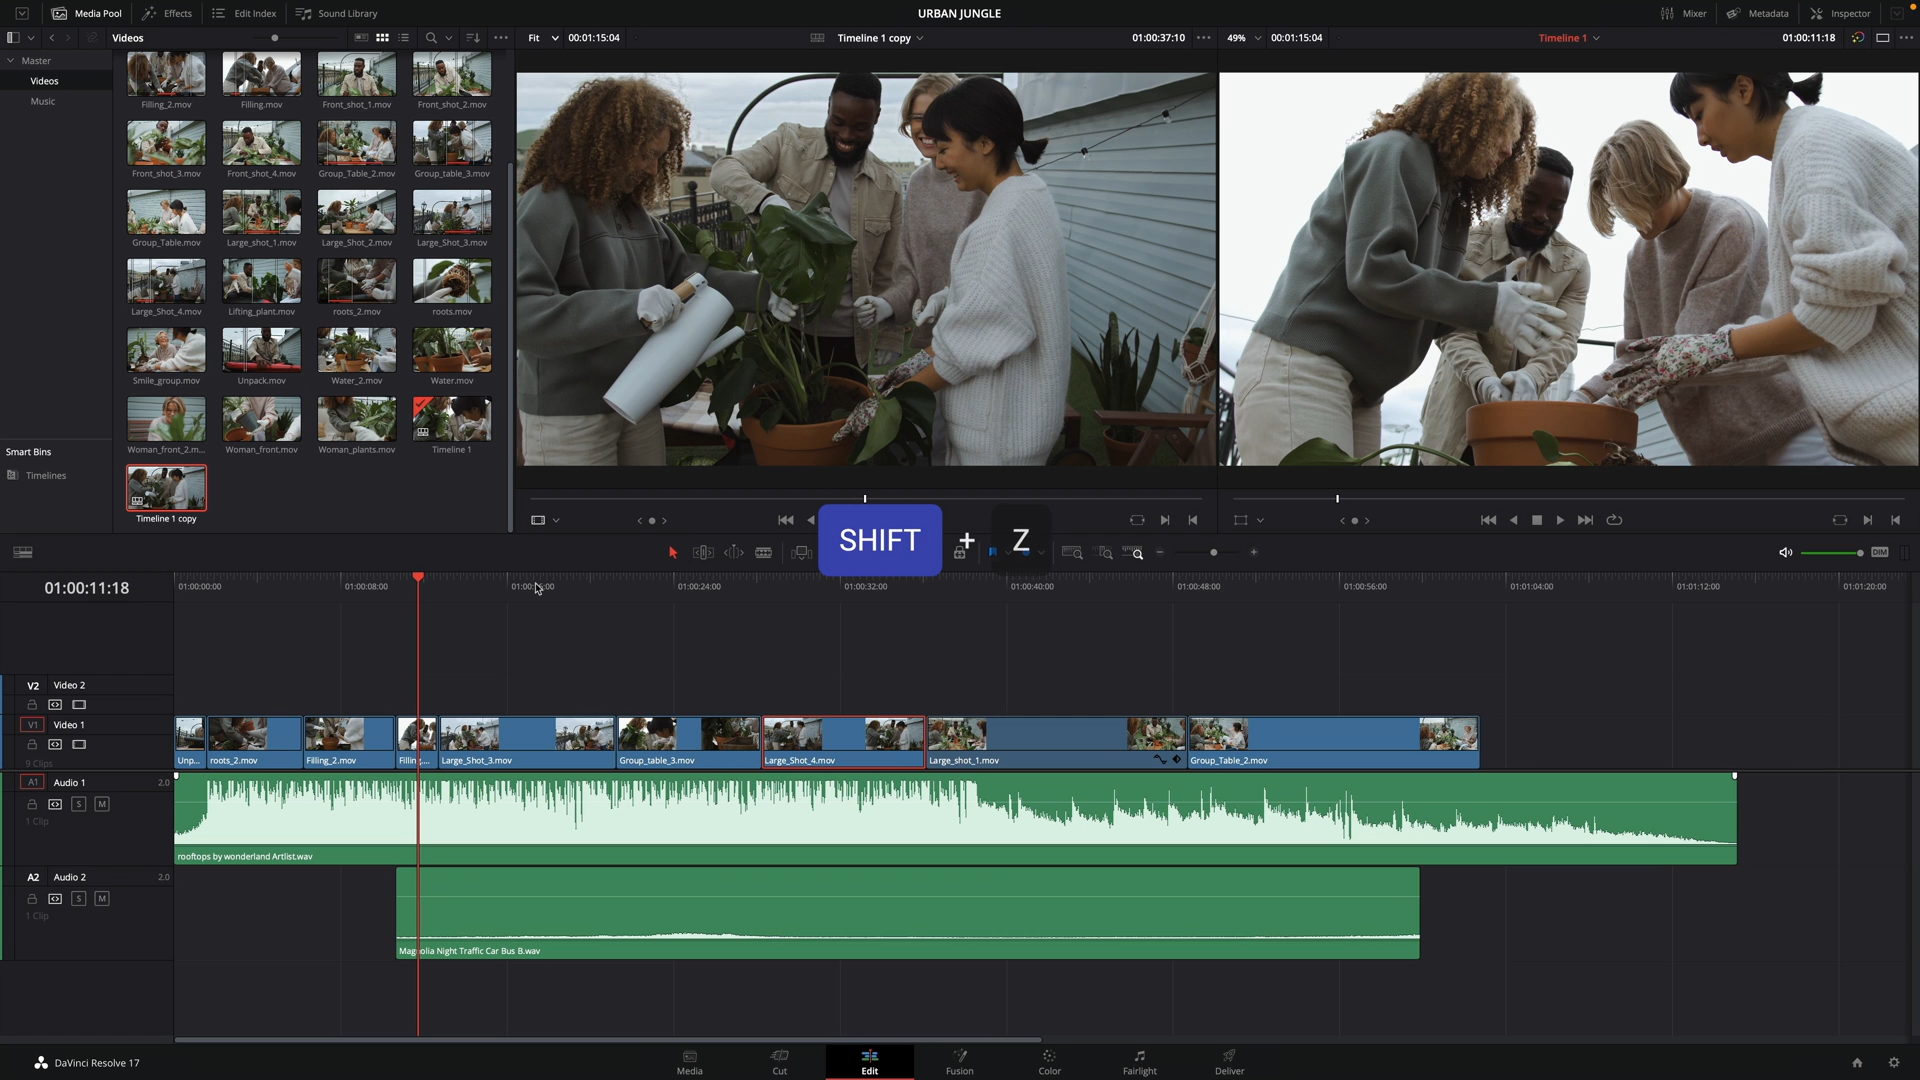 Media Pool Effects Edit Index Sound Library URBAN JUNGLE Mixer Metadata Inspector
Videos Fit 00:01:15:04 Timeline 1 copy 01:00:37:10 49% 00:01:15:04 Timeline 1 01:00:11:18
Master
Videos
Music
Filling_2.mov Filling.mov Front_shot_1.mov Front_shot_2.mov
Front_shot_3.mov Front_shot_4.mov Group_Table_2.mov Group_table_3.mov
Group_Table.mov Large_shot_1.mov Large_Shot_2.mov Large_Shot_3.mov
Large_Shot_4.mov Lifting_plant.mov roots_2.mov roots.mov
Smile_group.mov Unpack.mov Water_2.mov Water.mov
Woman_front_2.m... Woman_front.mov Woman_plants.mov Timeline 1
Smart Bins
Timelines
Timeline 1 copy
SHIFT + Z
DIM
01:00:11:18
01:00:00:00 01:00:08:00 01:00:24:00 01:00:32:00 01:00:40:00 01:00:48:00 01:00:56:00 01:01:04:00 01:01:12:00 01:01:20:00
V2 Video 2
V1 Video 1
9 Clips
Unp... roots_2.mov Filling_2.mov Filling,... Large_Shot_3.mov Group_table_3.mov Large_Shot_4.mov Large_shot_1.mov Group_Table_2.mov
A1 Audio 1 2.0
S M
1 Clip
rooftops by wonderland Artlist.wav
A2 Audio 2 2.0
S M
1 Clip
Magnolia Night Traffic Car Bus B.wav
DaVinci Resolve 17
Media Cut Edit Fusion Color Fairlight Deliver